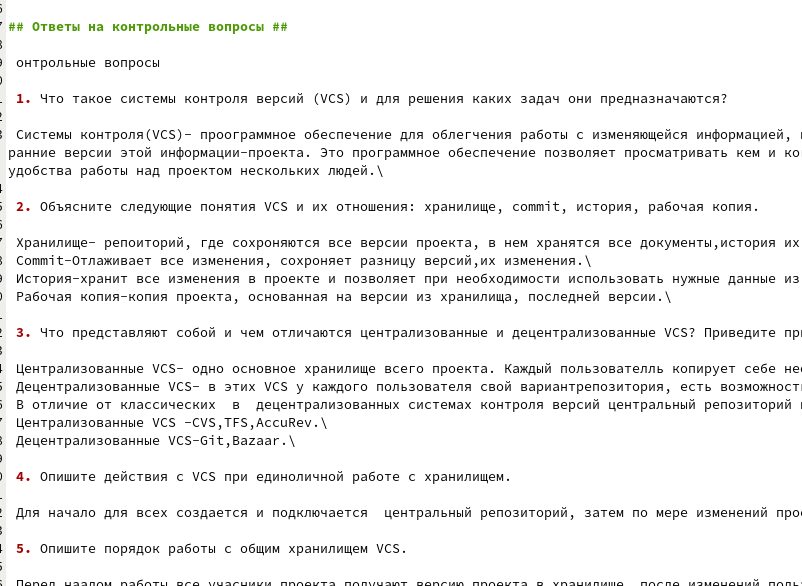 ## Ответы на контрольные вопросы ##
онтрольные вопросы
1. Что такое системы контроля версий (VCS) и для решения каких задач они предназначаются?
Системы контроля(VCS)- проограммное обеспечение для облегчения работы с изменяющейся информацией,
ранние версии этой информации-проекта. Это программное обеспечение позволяет просматривать кем и ко
удобства работы над проектом нескольких людей.\
2. Объясните следующие понятия VCS и их отношения: хранилище, commit, история, рабочая копия.
Хранилище- репоиторий, где сохроняются все версии проекта, в нем хранятся все документы,история их
Commit-Отлаживает все изменения, сохроняет разницу версий,их изменения.\
История-хранит все изменения в проекте и позволяет при необходимости использовать нужные данные из
Рабочая копия-копия проекта, основанная на версии из хранилища, последней версии.\
3. Что представляют собой и чем отличаются централизованные и децентрализованные VCS? Приведите при
Централизованные VCS- одно основное хранилище всего проекта. Каждый пользователль копирует себе нео
Децентрализованные VCS- в этих VCS у каждого пользователя свой вариантрепозитория, есть возможност
В отличие от классических в децентрализованных системах контроля версий центральный репозиторий
Централизованные VCS -CVS,TFS,AccuRev.\
Децентрализованные VCS-Git,Bazaar.\
4. Опишите действия с VCS при единоличной работе с хранилищем.
Для начало для всех создается и подключается центральный репозиторий, затем по мере изменений прое
5. Опишите порядок работы с общим хранилищем VCS.
Перед наалом работы все учасники проекта получают версию проекта в хранилище, после изменений поль